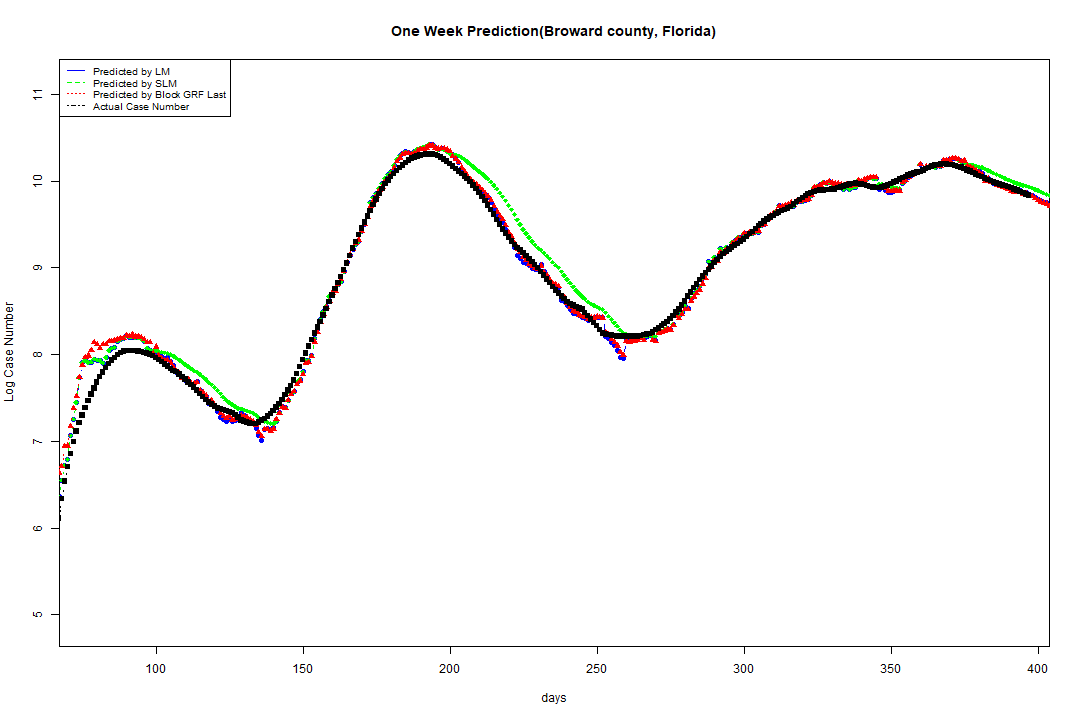 One Week Prediction(Broward county, Florida)
Predicted by LM
Predicted by SLM
Predicted by Block GRF Last
Actual Case Number
11
10
9
8
7
6
5
Log Case Number
100 150 200 250 300 350 400
days